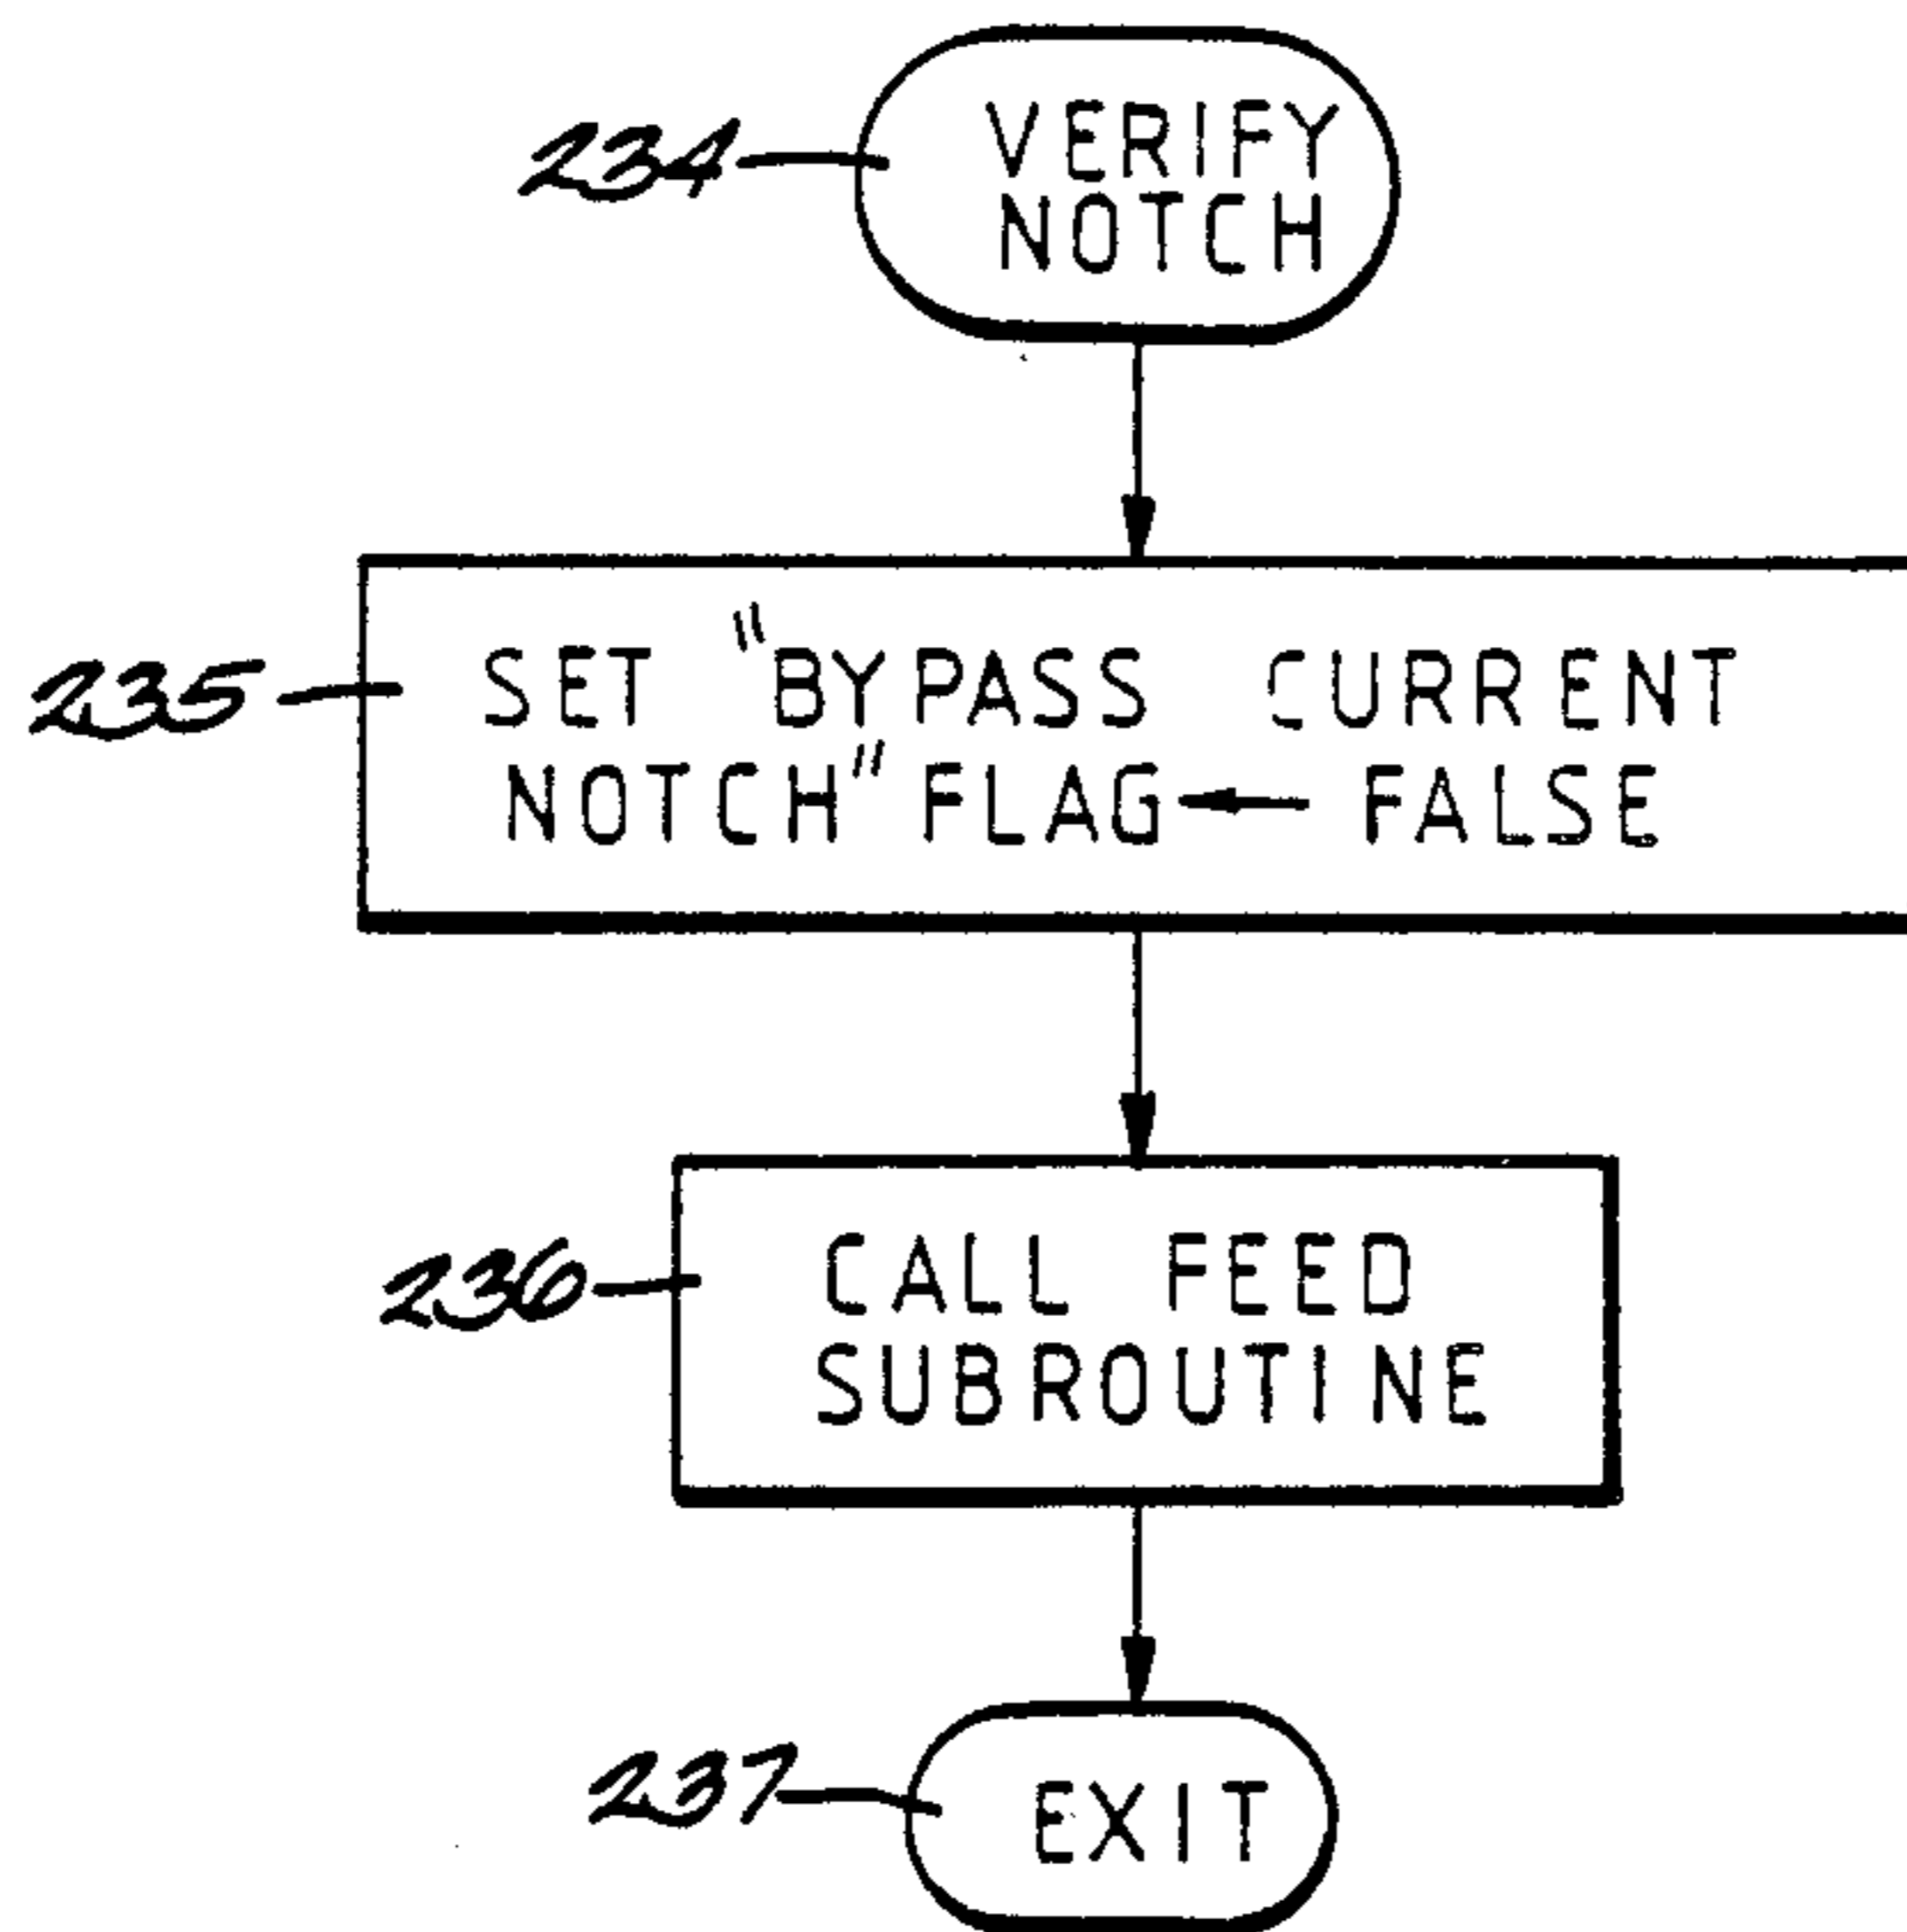 234
VERIFY
NOTCH
235
SET "BYPASS CURRENT
NOTCH" FLAG ← FALSE
236
CALL FEED
SUBROUTINE
237
EXIT